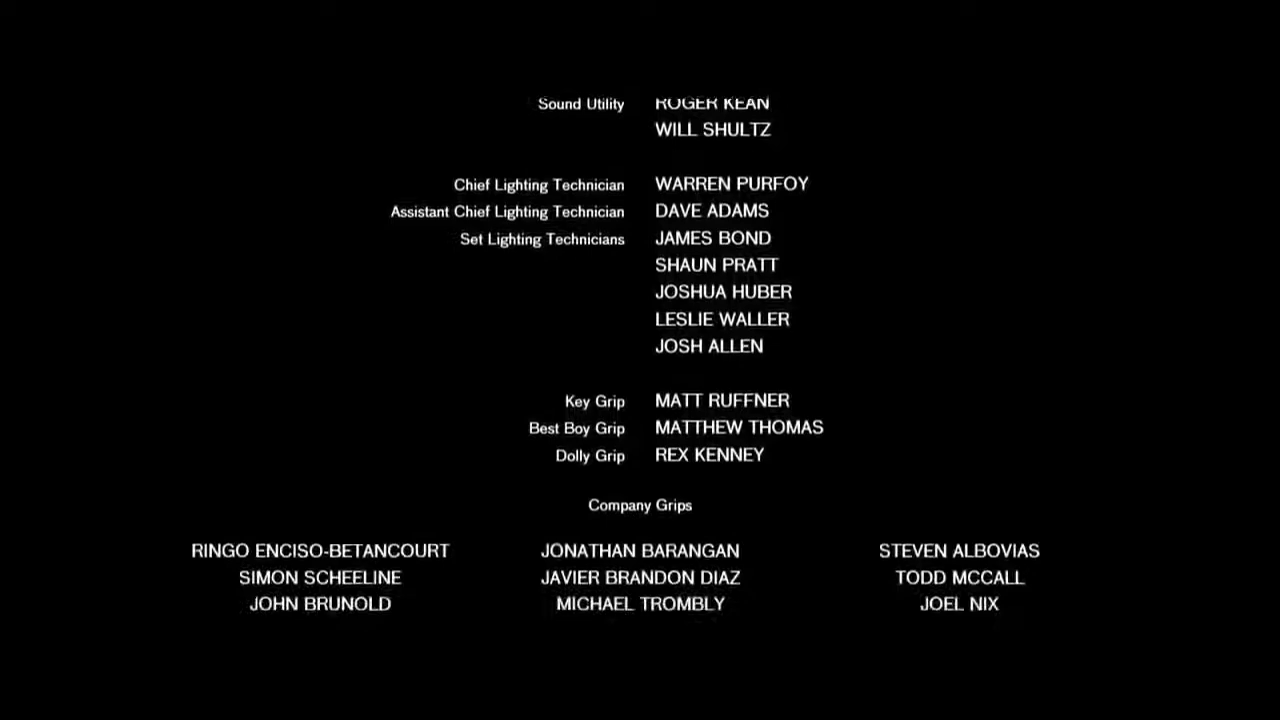 Sound Utility ROGER KEAN
WILL SHULTZ
Chief Lighting Technician WARREN PURFOY
Assistant Chief Lighting Technician DAVE ADAMS
Set Lighting Technicians JAMES BOND
SHAUN PRATT
JOSHUA HUBER
LESLIE WALLER
JOSH ALLEN
Key Grip MATT RUFFNER
Best Boy Grip MATTHEW THOMAS
Dolly Grip REX KENNEY
Company Grips
RINGO ENCISO-BETANCOURT JONATHAN BARANGAN STEVEN ALBOVIAS
SIMON SCHEELINE JAVIER BRANDON DIAZ TODD MCCALL
JOHN BRUNOLD MICHAEL TROMBLY JOEL NIX